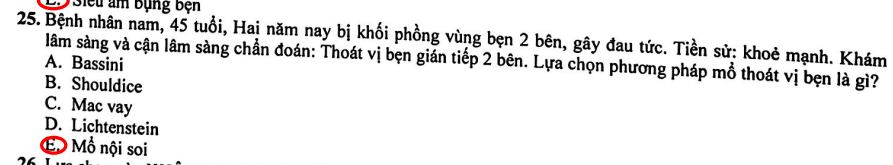 E. Siêu âm bụng bẹn
25. Bệnh nhân nam, 45 tuổi, Hai năm nay bị khối phồng vùng bẹn 2 bên, gây đau tức. Tiền sử: khoẻ mạnh. Khám
lâm sàng và cận lâm sàng chẩn đoán: Thoát vị bẹn gián tiếp 2 bên. Lựa chọn phương pháp mổ thoát vị bẹn là gì?
A. Bassini
B. Shouldice
C. Mac vay
D. Lichtenstein
E. Mổ nội soi
26.